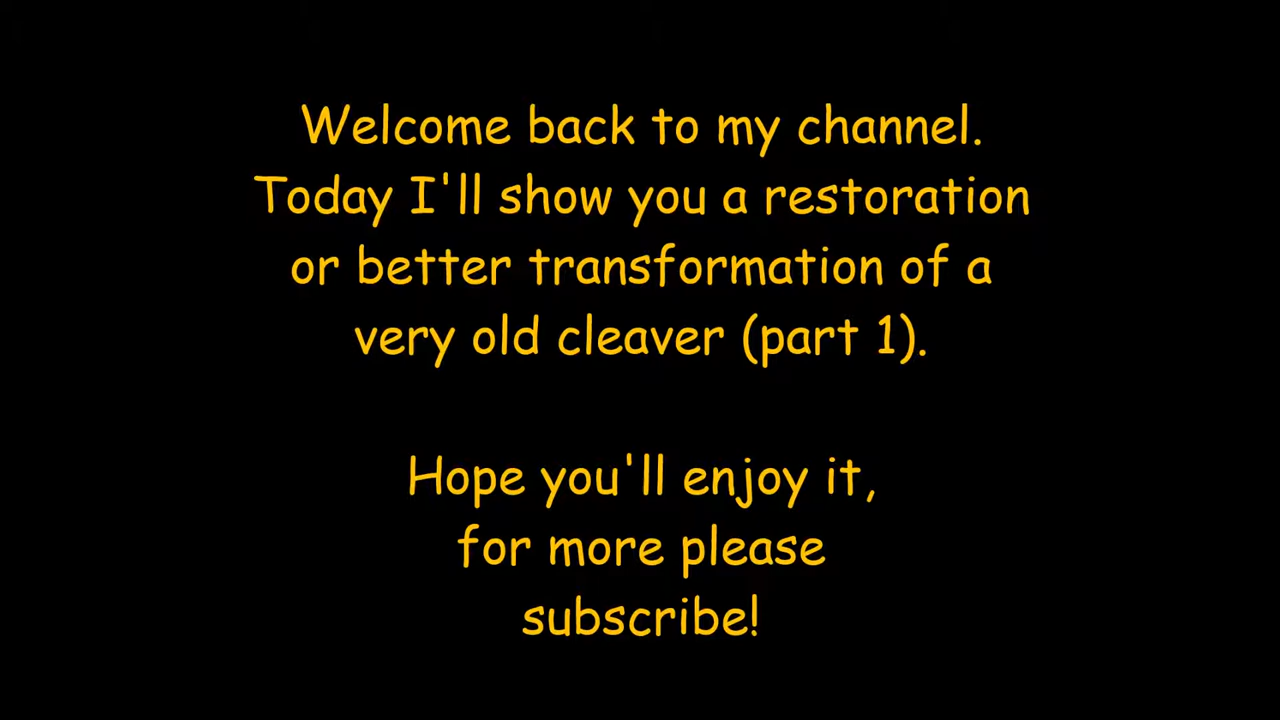 Welcome back to my channel.
Today I'll show you a restoration
or better transformation of a
very old cleaver (part 1).
Hope you'll enjoy it,
for more please
subscribe!